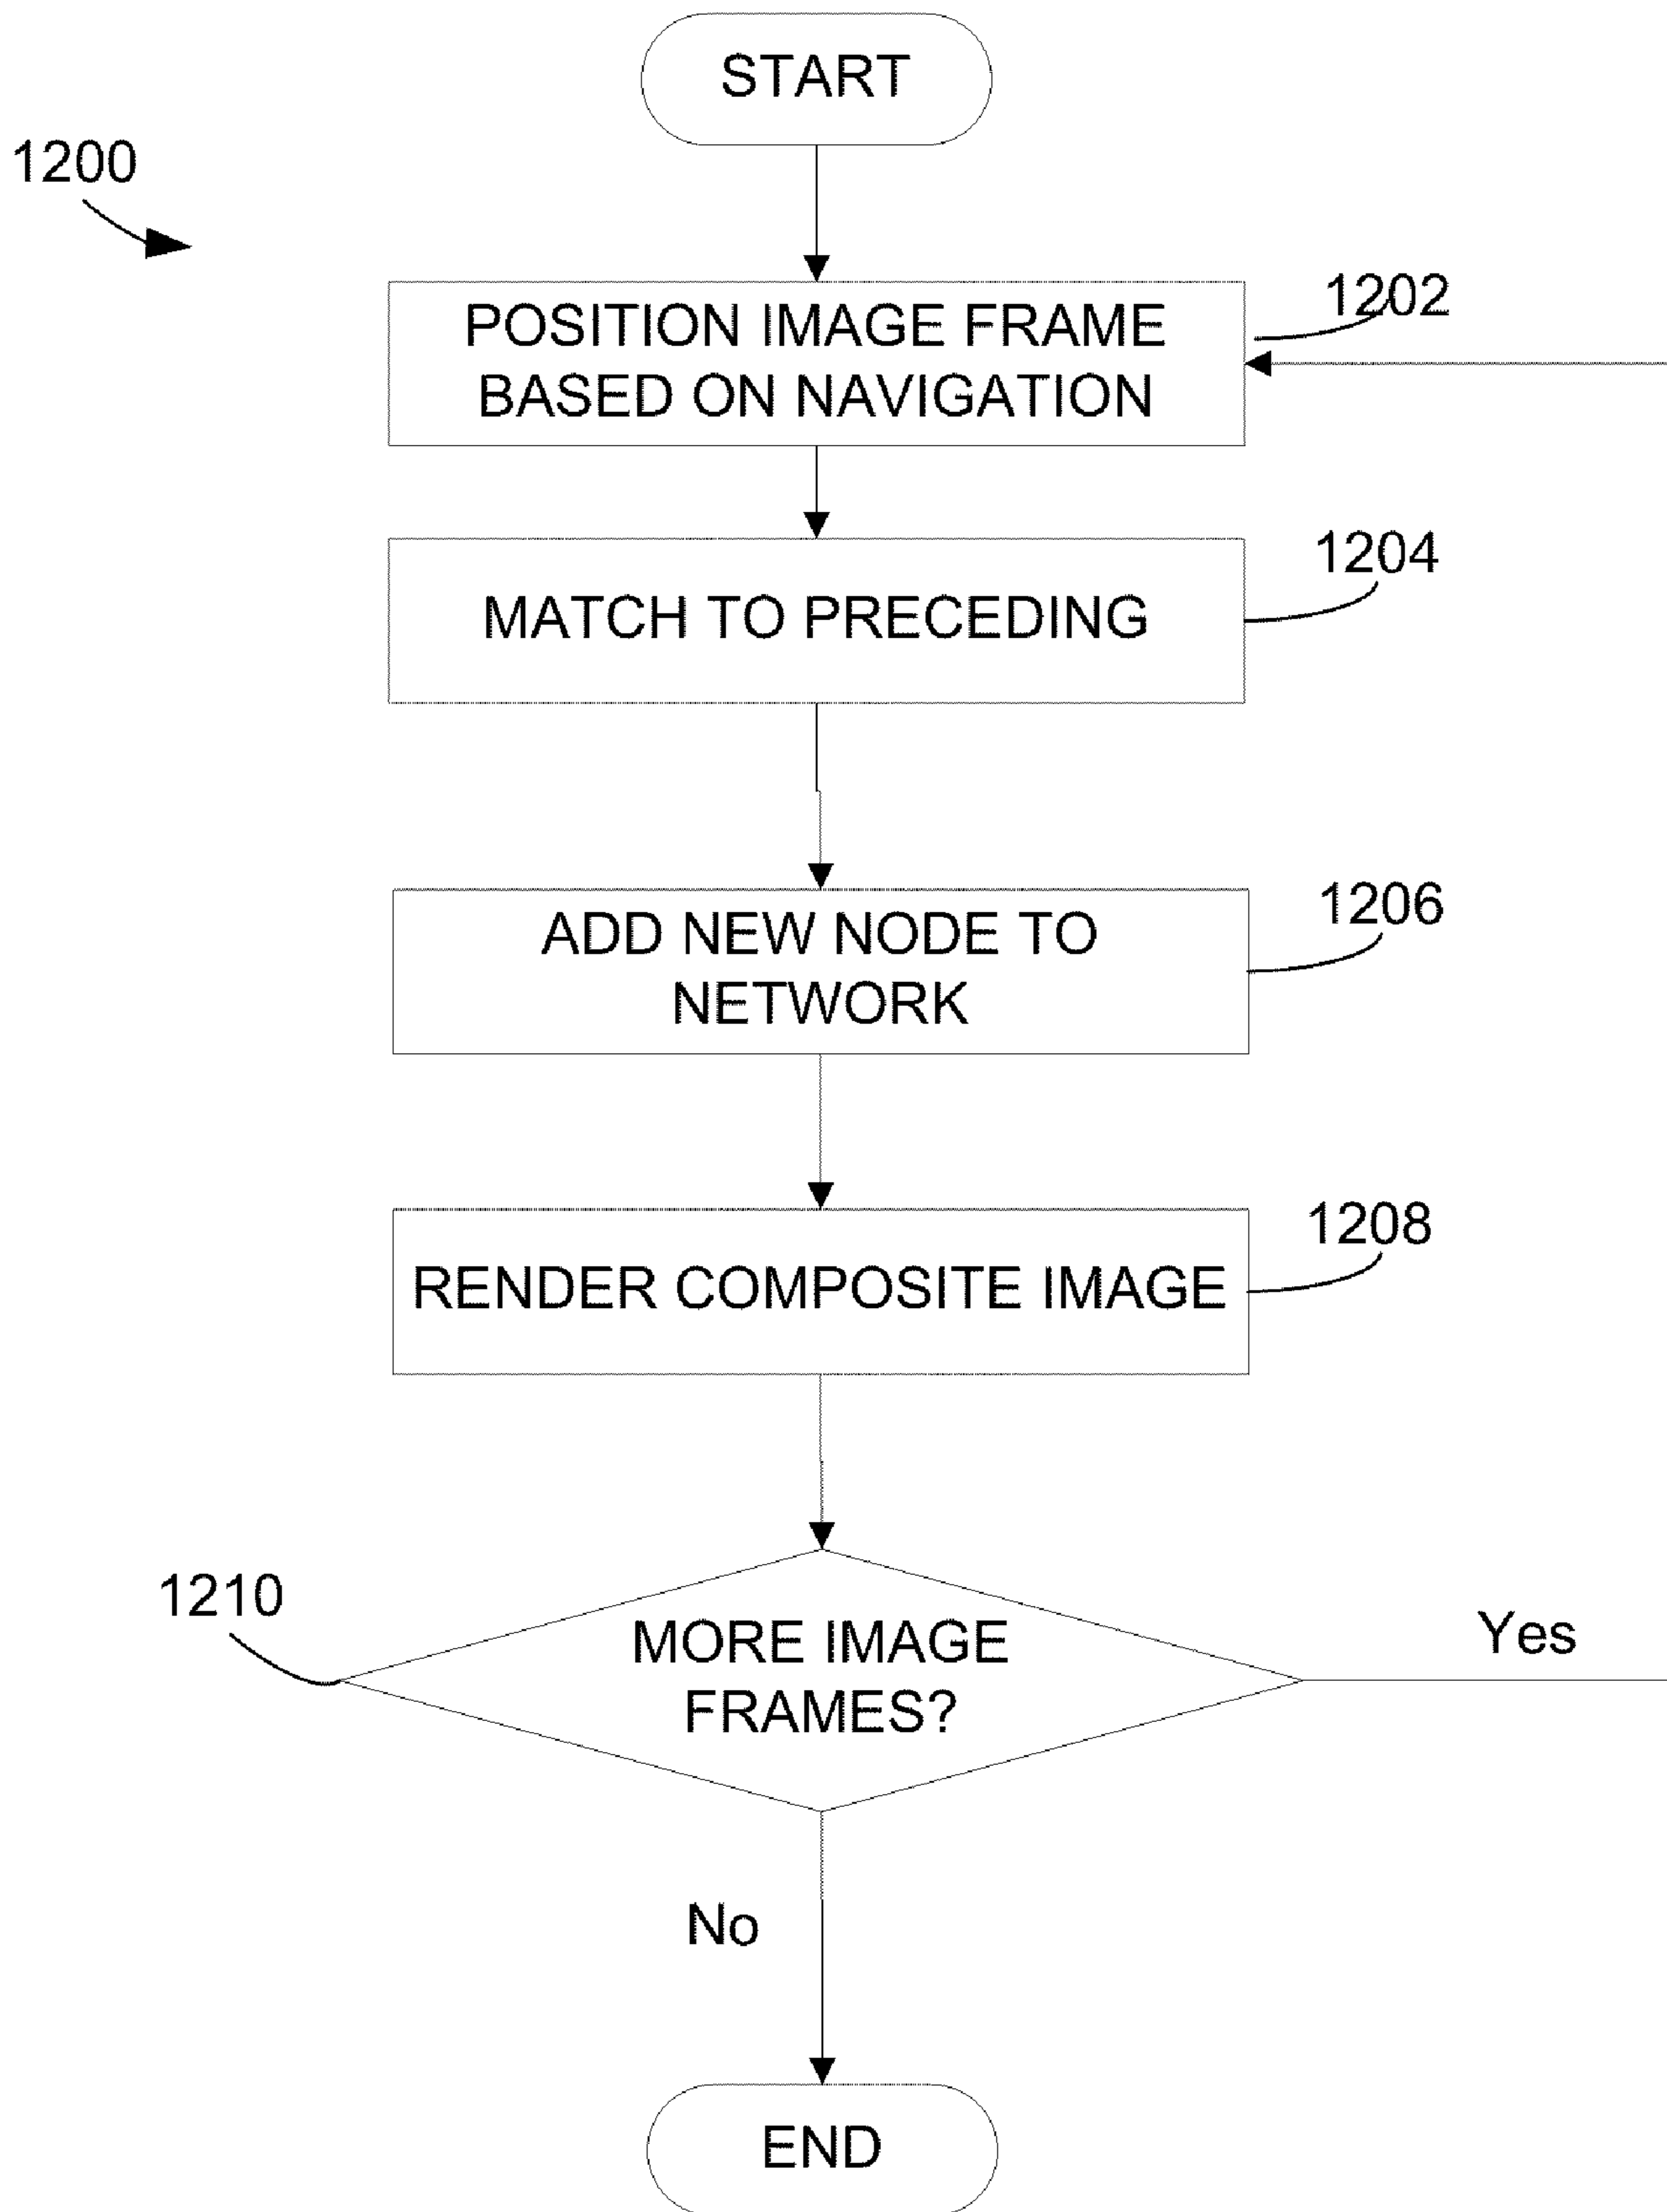 START
1200
1202
POSITION IMAGE FRAME
BASED ON NAVIGATION
1204
MATCH TO PRECEDING
1206
ADD NEW NODE TO
NETWORK
1208
RENDER COMPOSITE IMAGE
1210
MORE IMAGE
FRAMES?
Yes
No
END